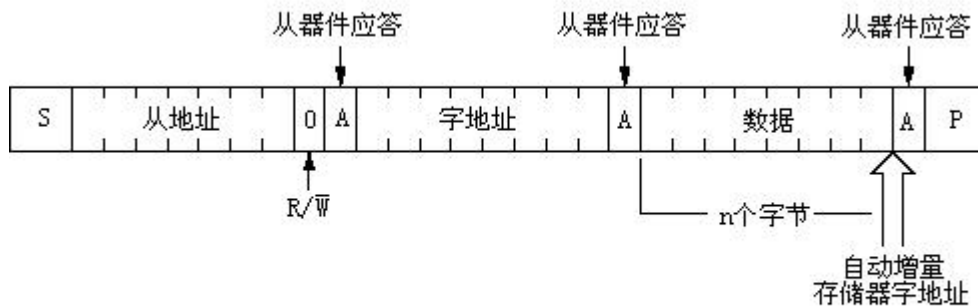 从器件应答 从器件应答 从器件应答
S 从地址 0 A 字地址 A 数据 A P
R/W̅
n个字节
自动增量
存储器字地址